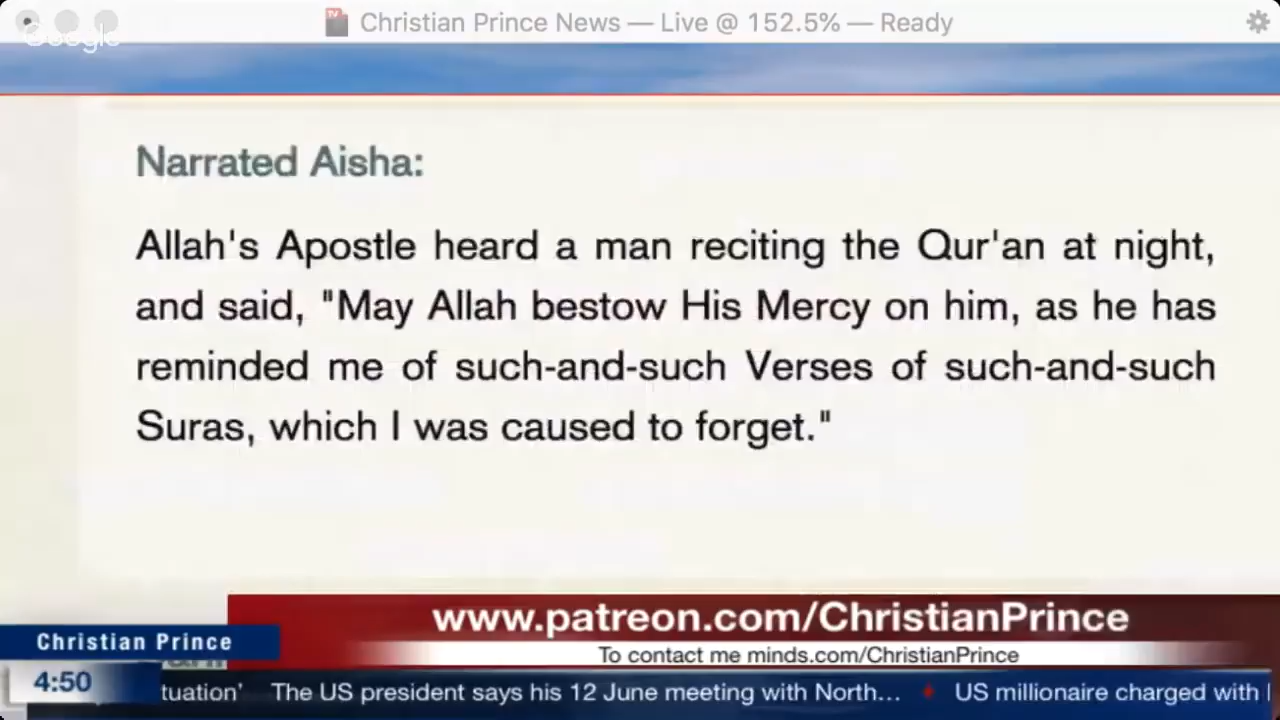 Christian Prince News — Live @ 152.5% — Ready
Google
Narrated Aisha:
Allah's Apostle heard a man reciting the Qur'an at night,
and said, "May Allah bestow His Mercy on him, as he has
reminded me of such-and-such Verses of such-and-such
Suras, which I was caused to forget."
www.patreon.com/ChristianPrince
To contact me minds.com/ChristianPrince
Christian Prince
4:50
tuation’ The US president says his 12 June meeting with North... US millionaire charged with